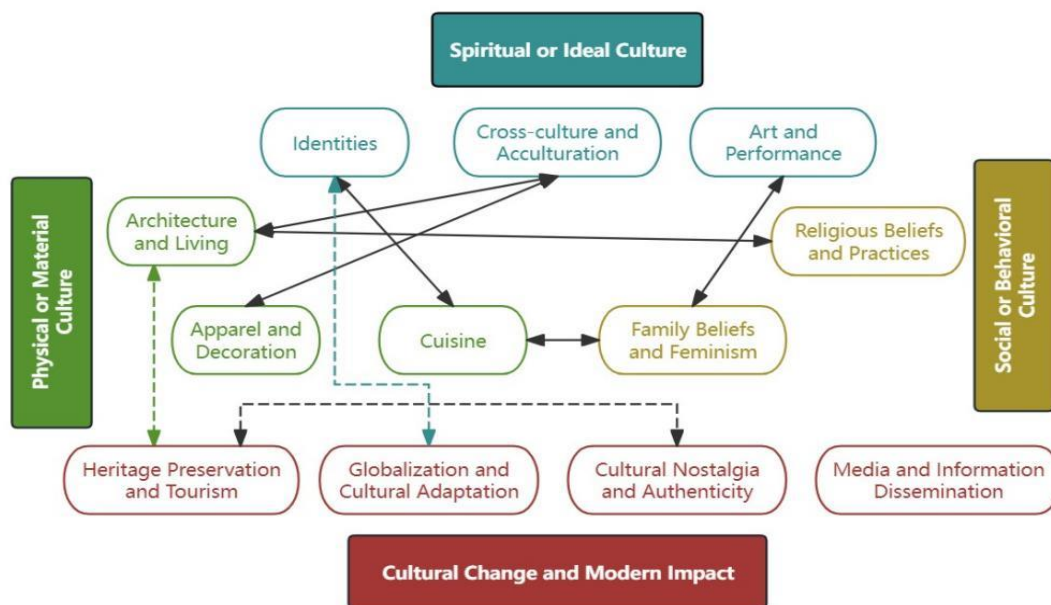 Spiritual or Ideal Culture
Identities
Cross-culture and
Acculturation
Art and
Performance
Physical or Material
Culture
Architecture
and Living
Religious Beliefs
and Practices
Social or Behavioral
Culture
Apparel and
Decoration
Cuisine
Family Beliefs
and Feminism
Heritage Preservation
and Tourism
Globalization and
Cultural Adaptation
Cultural Nostalgia
and Authenticity
Media and Information
Dissemination
Cultural Change and Modern Impact